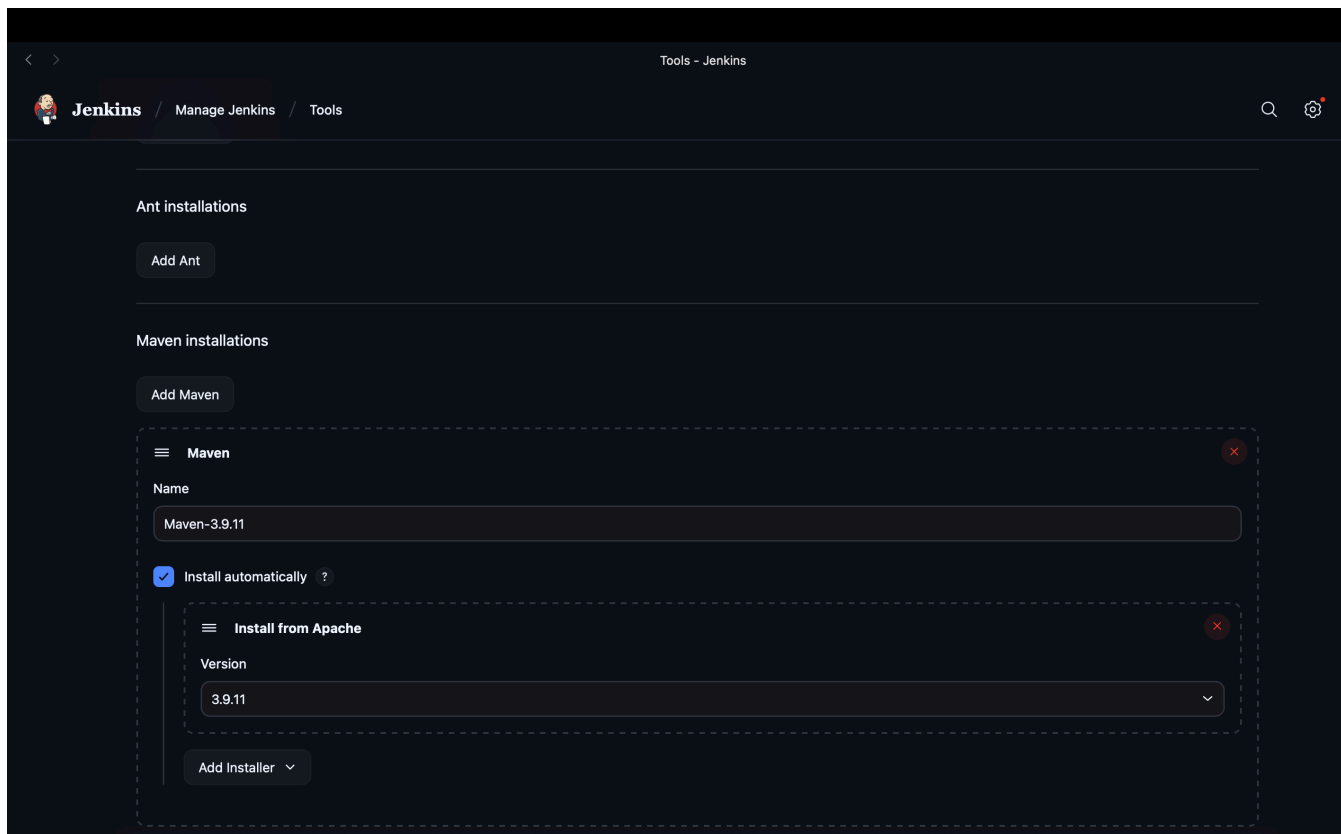 Tools - Jenkins
Jenkins / Manage Jenkins / Tools
Ant installations
Add Ant
Maven installations
Add Maven
Maven
Name
Maven-3.9.11
Install automatically ?
Install from Apache
Version
3.9.11
Add Installer